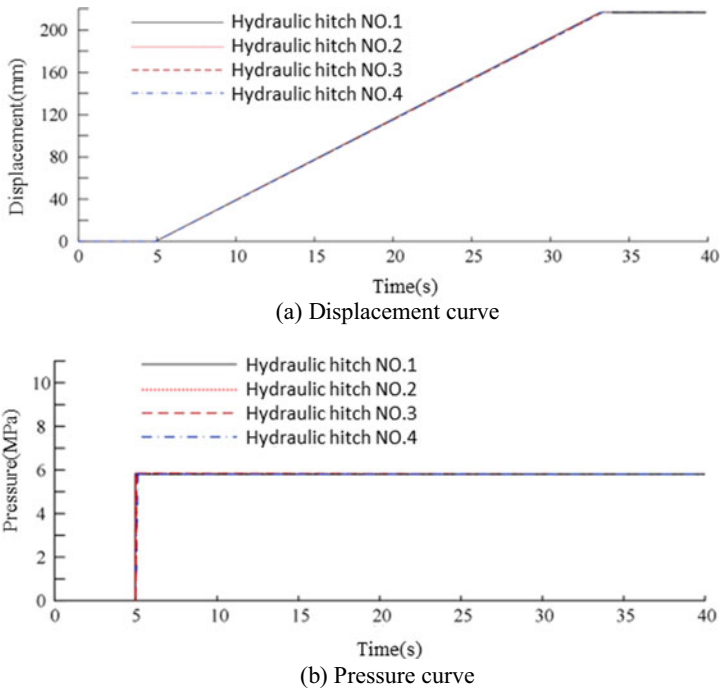 Hydraulic hitch NO.1
Hydraulic hitch NO.2
Hydraulic hitch NO.3
Hydraulic hitch NO.4
Displacement(mm)
200
160
120
80
40
0
0 5 10 15 20 25 30 35 40
Time(s)
(a) Displacement curve
Hydraulic hitch NO.1
Hydraulic hitch NO.2
Hydraulic hitch NO.3
Hydraulic hitch NO.4
Pressure(MPa)
10
8
6
4
2
0
0 5 10 15 20 25 30 35 40
Time(s)
(b) Pressure curve